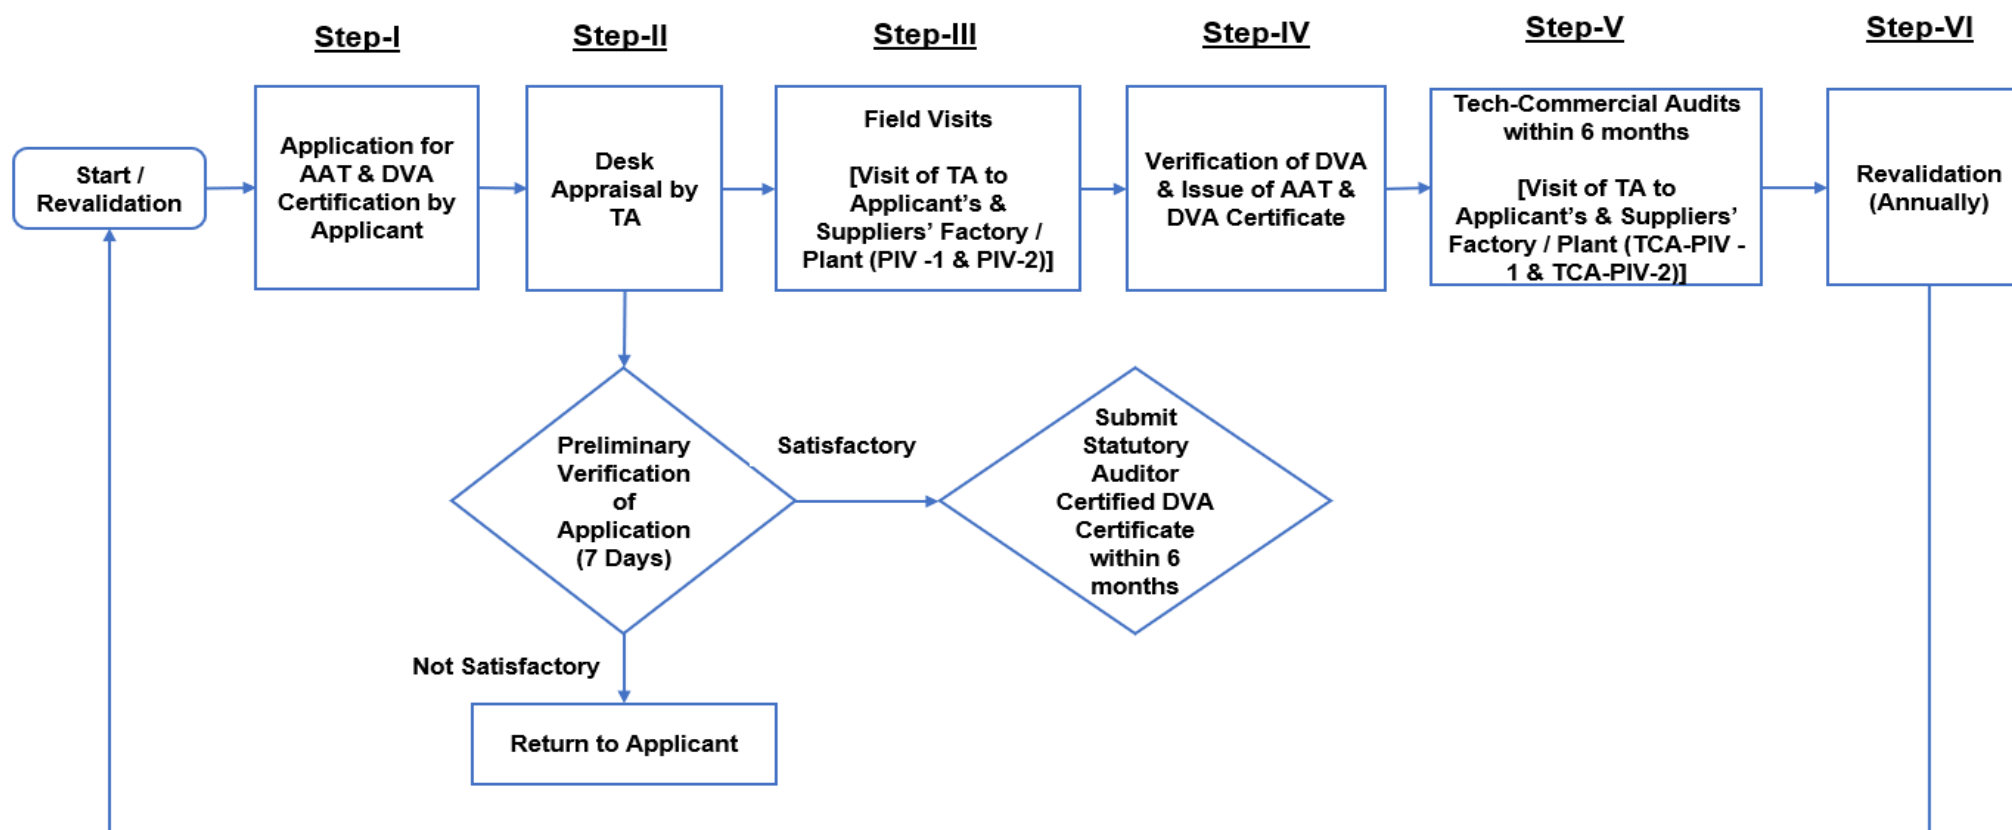 Step-I
Step-II
Step-III
Step-IV
Step-V
Step-VI
Start /
Revalidation
Application for
AAT & DVA
Certification by
Applicant
Desk
Appraisal by
TA
Field Visits
[Visit of TA to
Applicant’s &
Suppliers’ Factory /
Plant (PIV -1 & PIV-2)]
Verification of DVA
& Issue of AAT &
DVA Certificate
Tech-Commercial Audits
within 6 months
[Visit of TA to
Applicant’s & Suppliers’
Factory / Plant (TCA-PIV -
1 & TCA-PIV-2)]
Revalidation
(Annually)
Preliminary
Verification
of
Application
(7 Days)
Satisfactory
Submit
Statutory
Auditor
Certified DVA
Certificate
within 6
months
Not Satisfactory
Return to Applicant